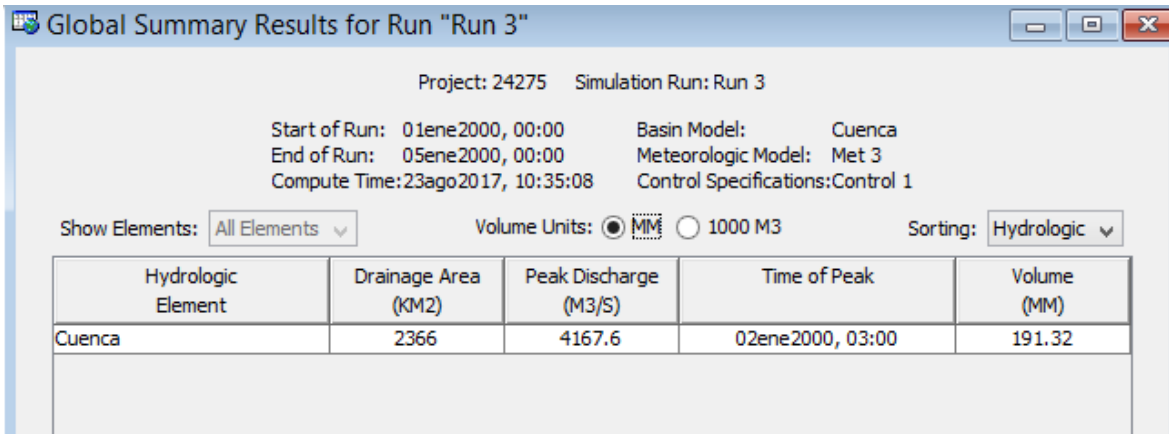 Global Summary Results for Run "Run 3"
Project: 24275 Simulation Run: Run 3
Start of Run: 01ene2000, 00:00 Basin Model: Cuenca
End of Run: 05ene2000, 00:00 Meteorologic Model: Met 3
Compute Time:23ago2017, 10:35:08 Control Specifications:Control 1
Show Elements: All Elements Volume Units: MM 1000 M3 Sorting: Hydrologic
Hydrologic Drainage Area Peak Discharge Time of Peak Volume
Element (KM2) (M3/S) (MM)
Cuenca 2366 4167.6 02ene2000, 03:00 191.32